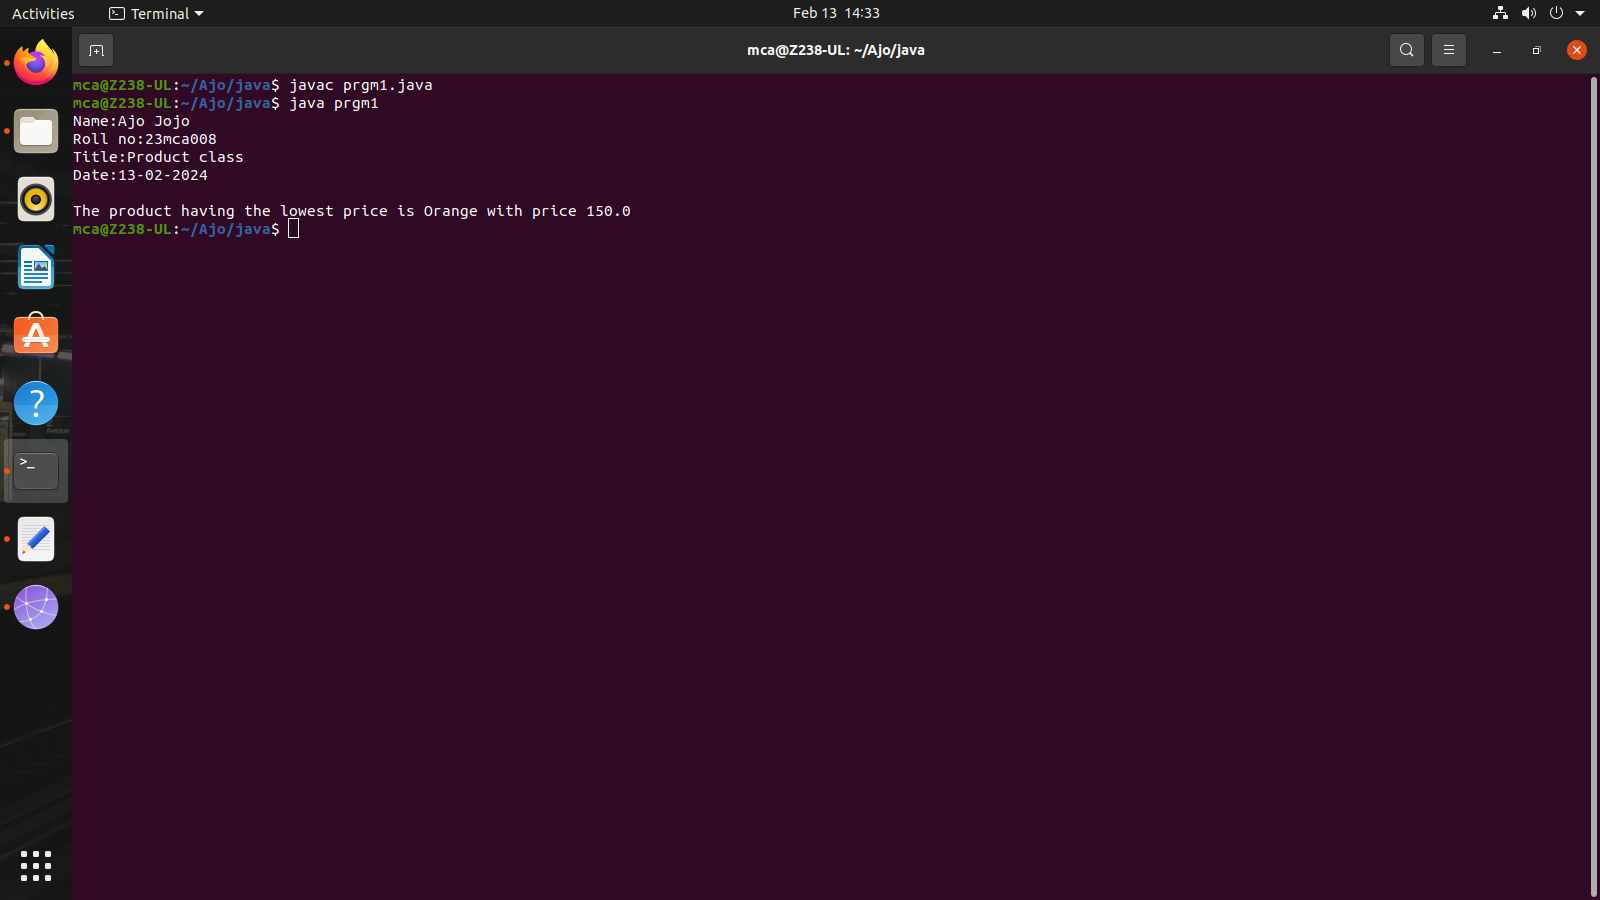 Activities
Terminal
Feb 13 14:33
mca@Z238-UL: ~/Ajo/java
mca@Z238-UL:~/Ajo/java$ javac prgm1.java
mca@Z238-UL:~/Ajo/java$ java prgm1
Name:Ajo Jojo
Roll no:23mca008
Title:Product class
Date:13-02-2024
The product having the lowest price is Orange with price 150.0
mca@Z238-UL:~/Ajo/java$